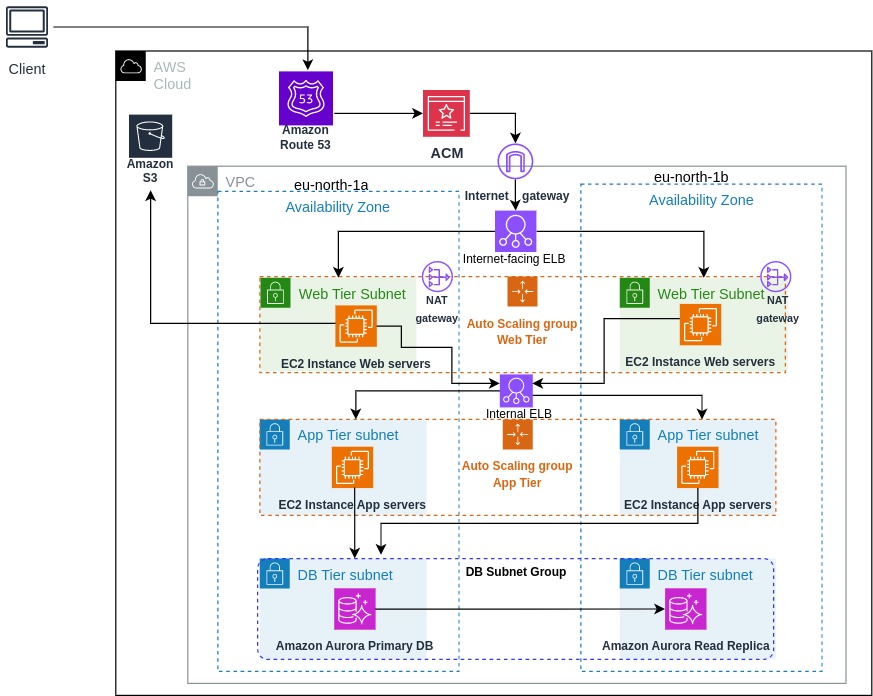 Client
AWS
Cloud
53
Amazon
Route 53
ACM
Amazon
S3
VPC
eu-north-1a
Availability Zone
Internet gateway
eu-north-1b
Availability Zone
Internet-facing ELB
Web Tier Subnet
NAT
gateway
EC2 Instance Web servers
Auto Scaling group
Web Tier
Web Tier Subnet
NAT
gateway
EC2 Instance Web servers
Internal ELB
App Tier subnet
EC2 Instance App servers
Auto Scaling group
App Tier
App Tier subnet
EC2 Instance App servers
DB Tier subnet
Amazon Aurora Primary DB
DB Subnet Group
DB Tier subnet
Amazon Aurora Read Replica